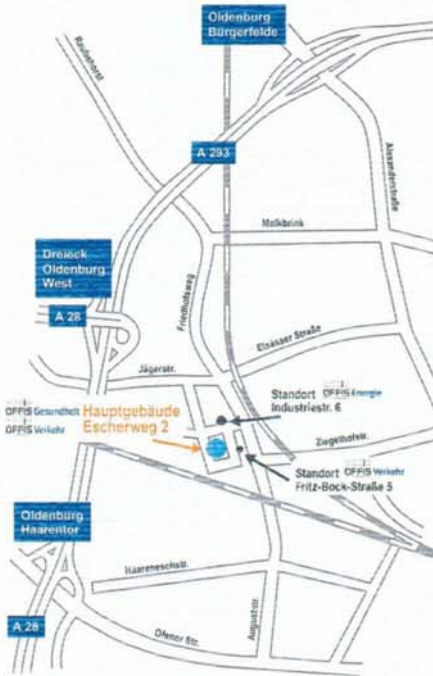 Oldenburg
Bürgerfelde
Rauhehorst
A 293
Alexanderstraße
Melkbrink
Dreieck
Oldenburg
West
A 28
Friedhofsweg
Elsässer Straße
Jägerstr.
Standort OFFIS Energie
Industriestr. 6
OFFIS Gesundheit
OFFIS Verkehr
Hauptgebäude
Escherweg 2
Ziegelhofstr.
Standort OFFIS Verkehr
Fritz-Bock-Straße 5
Oldenburg
Haarentor
Haareneschstr.
Auguststr.
A 28
Ofener Str.